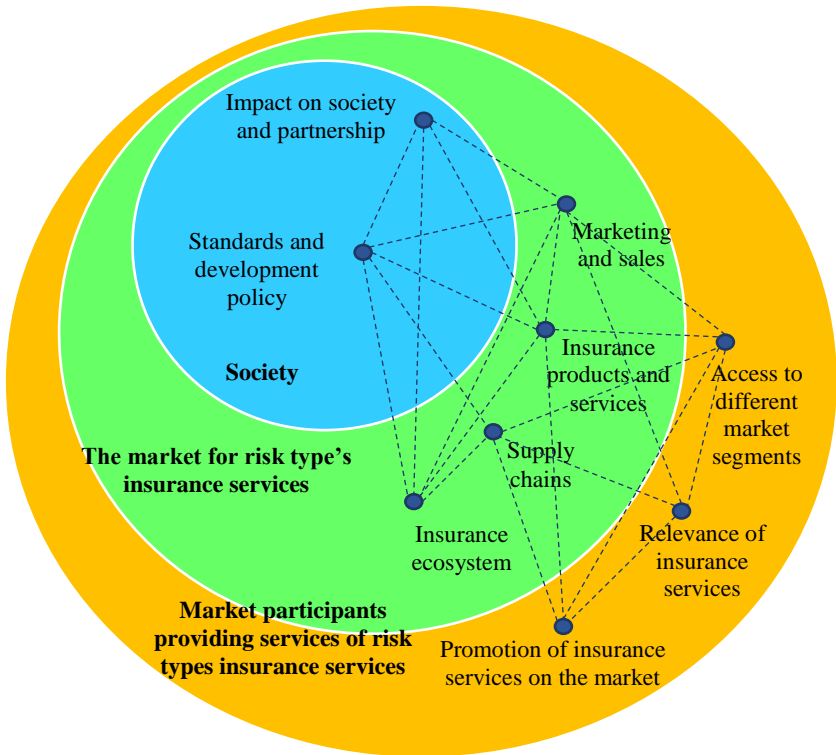 Impact on society
and partnership
Standards and
development
policy
Marketing
and sales
Society
Insurance
products and
services
Access to
different
market
segments
The market for risk type’s
insurance services
Supply
chains
Insurance
ecosystem
Relevance of
insurance
services
Market participants
providing services of risk
types insurance services
Promotion of insurance
services on the market